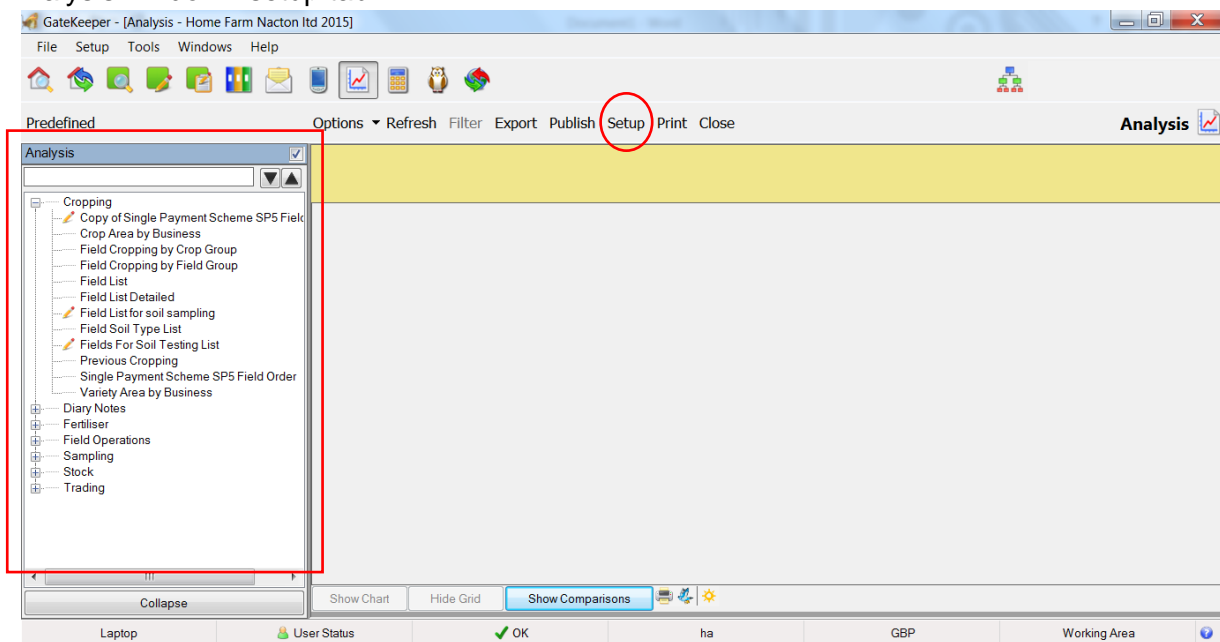 GateKeeper - [Analysis - Home Farm Nacton ltd 2015]
File Setup Tools Windows Help
Predefined Options Refresh Filter Export Publish Setup Print Close Analysis
Analysis
Cropping
Copy of Single Payment Scheme SP5 Field
Crop Area by Business
Field Cropping by Crop Group
Field Cropping by Field Group
Field List
Field List Detailed
Field List for soil sampling
Field Soil Type List
Fields For Soil Testing List
Previous Cropping
Single Payment Scheme SP5 Field Order
Variety Area by Business
Diary Notes
Fertiliser
Field Operations
Sampling
Stock
Trading
Collapse Show Chart Hide Grid Show Comparisons
Laptop User Status OK ha GBP Working Area